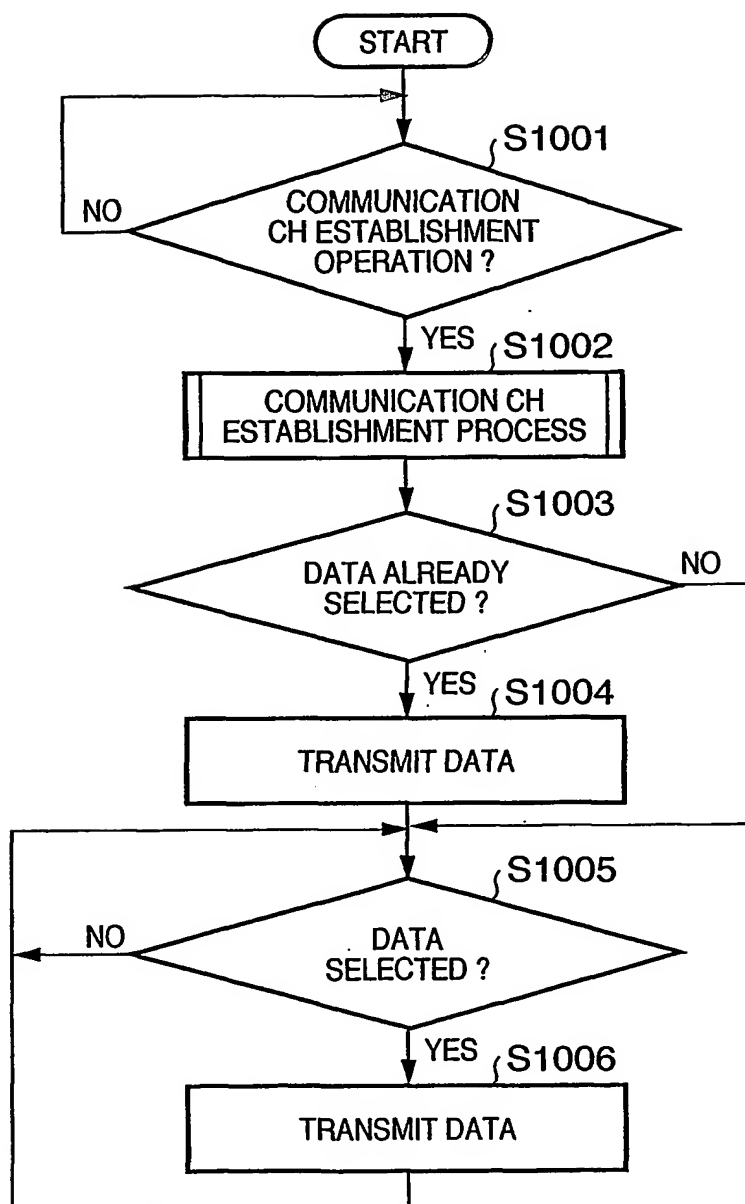 START
S1001
COMMUNICATION
CH ESTABLISHMENT
OPERATION ?
NO
YES
S1002
COMMUNICATION CH
ESTABLISHMENT PROCESS
S1003
DATA ALREADY
SELECTED ?
NO
YES
S1004
TRANSMIT DATA
S1005
DATA
SELECTED ?
NO
YES
S1006
TRANSMIT DATA